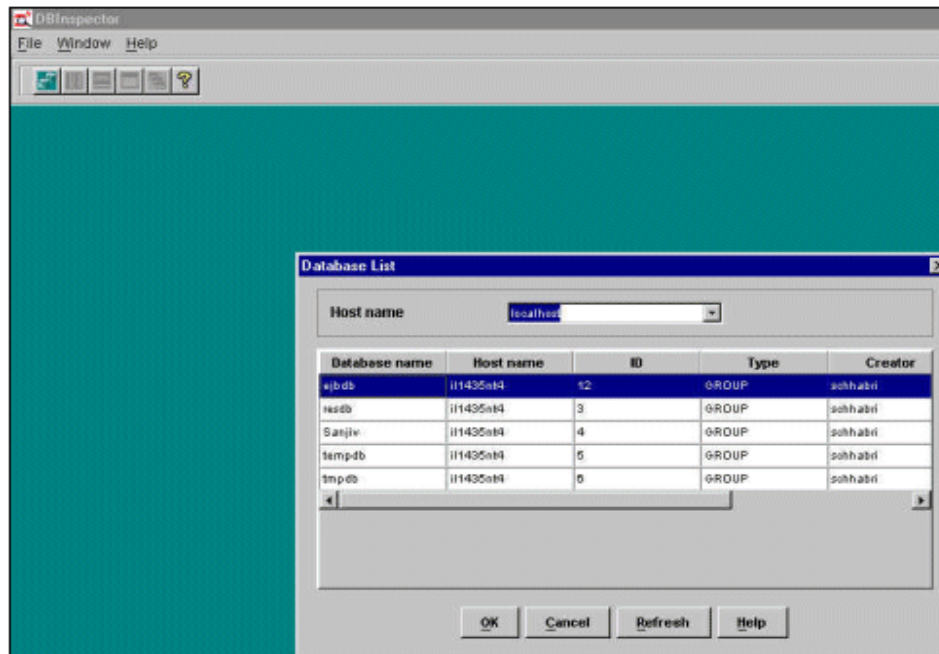 DBInspector
File Window Help
Database List
Host name localhost
Database name Host name ID Type Creator
ejbdb il1435nt4 12 GROUP schhabri
resdb il1435nt4 3 GROUP schhabri
Sanjiv il1435nt4 4 GROUP schhabri
tempdb il1435nt4 5 GROUP schhabri
tmpdb il1435nt4 6 GROUP schhabri
OK Cancel Refresh Help